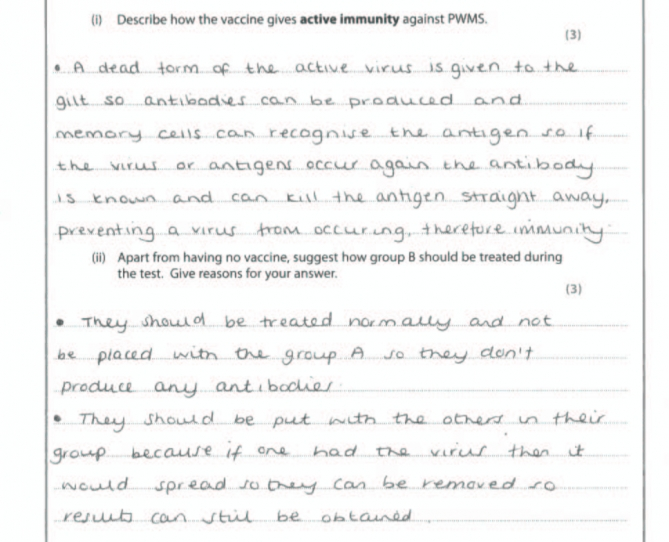 (i) Describe how the vaccine gives active immunity against PWMS.
(3)
• A dead form of the active virus is given to the
gilt so antibodies can be produced and
memory cells can recognise the antigen so if
the virus or antigens occur again the antibody
is known and can kill the antigen straight away,
preventing a virus from occuring, therefore immunity.
(ii) Apart from having no vaccine, suggest how group B should be treated during
the test. Give reasons for your answer.
(3)
• They should be treated normally and not
be placed with the group A so they don't
produce any antibodies.
• They should be put with the others in their
group because if one had the virus then it
would spread so they can be removed so
results can still be obtained.